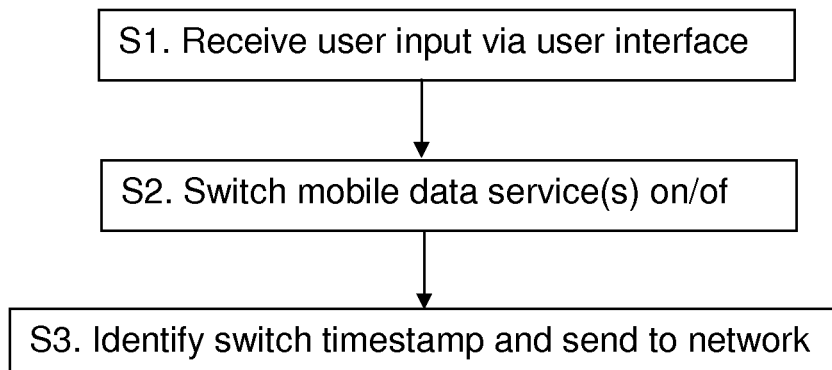 S1. Receive user input via user interface
S2. Switch mobile data service(s) on/of
S3. Identify switch timestamp and send to network